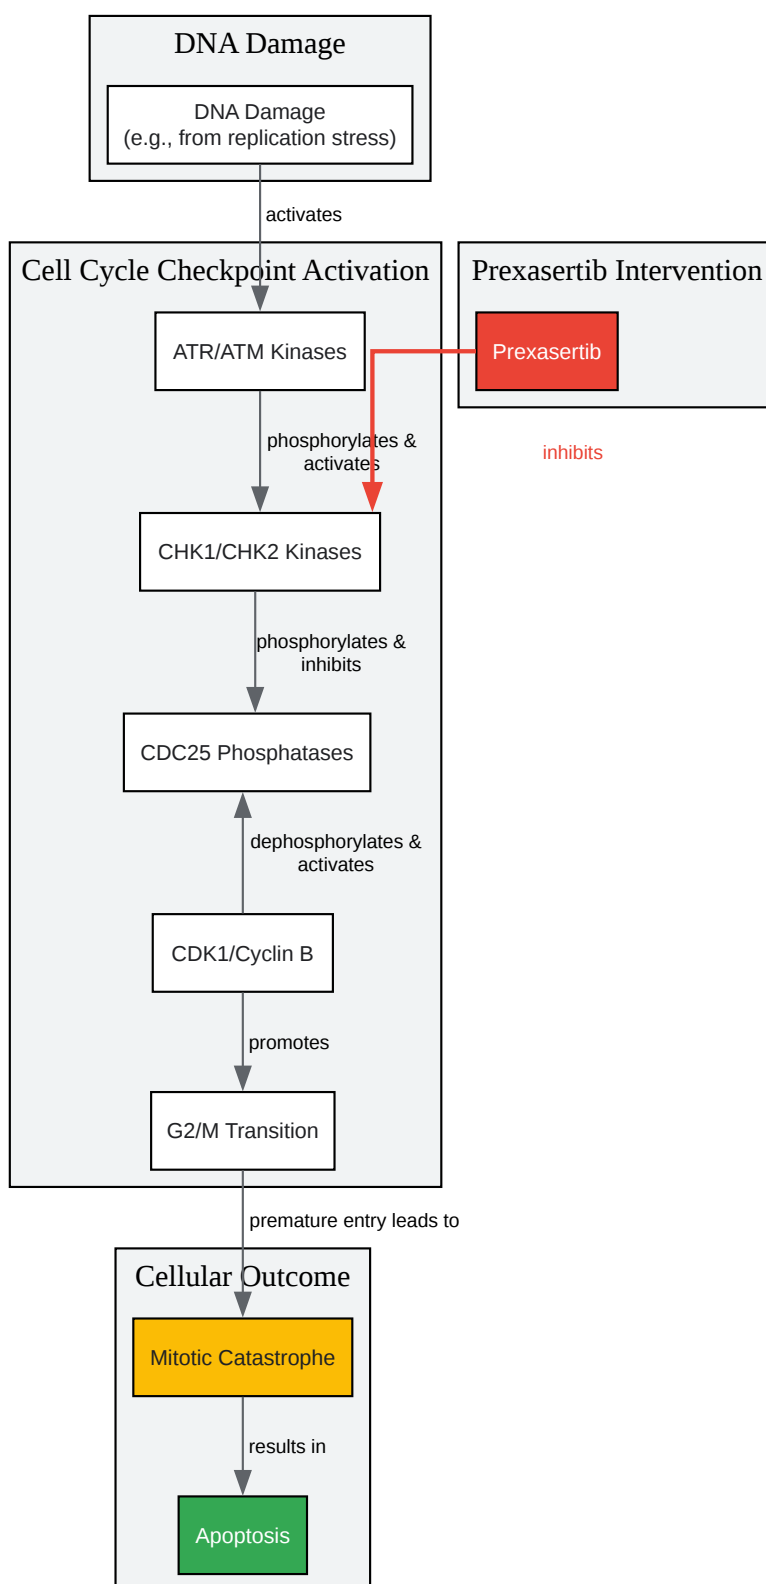 DNA Damage
DNA Damage
(e.g., from replication stress)
activates
Cell Cycle Checkpoint Activation
Prexasertib Intervention
ATR/ATM Kinases
Prexasertib
phosphorylates &
activates
inhibits
CHK1/CHK2 Kinases
phosphorylates &
inhibits
CDC25 Phosphatases
dephosphorylates &
activates
CDK1/Cyclin B
promotes
G2/M Transition
premature entry leads to
Cellular Outcome
Mitotic Catastrophe
results in
Apoptosis